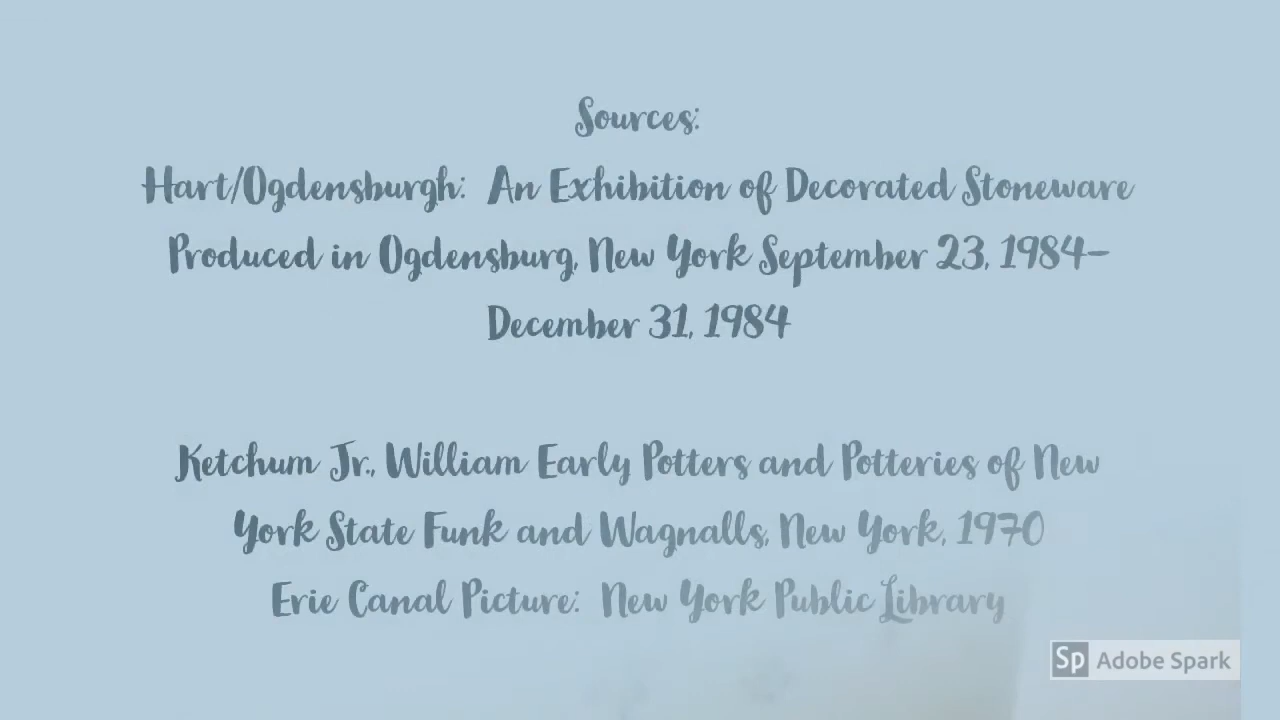 Sources:
Hart/Ogdensburgh:  An Exhibition of Decorated Stoneware
Produced in Ogdensburg, New York September 23, 1984-
December 31, 1984
Ketchum Jr., William Early Potters and Potteries of New
York State Funk and Wagnalls, New York, 1970
Erie Canal Picture:  New York Public Library
Sp Adobe Spark